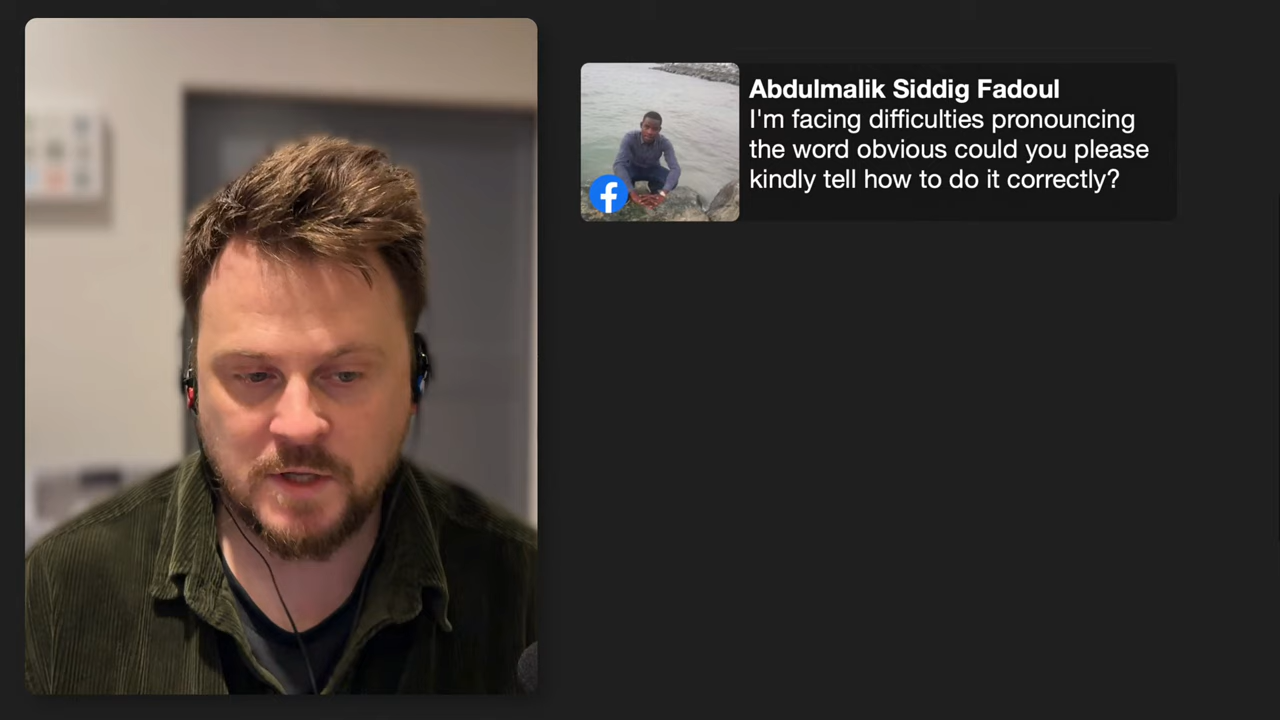 Abdulmalik Siddig Fadoul
I'm facing difficulties pronouncing
the word obvious could you please
kindly tell how to do it correctly?